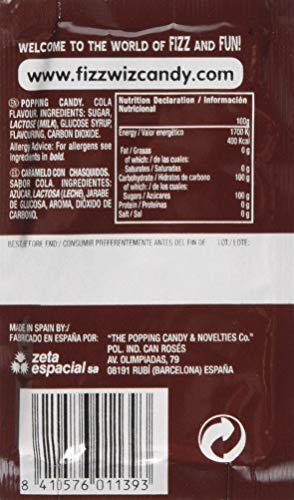 WELCOME TO THE WORLD OF FIZZ AND FUN!
www.fizzwizcandy.com
POPPING CANDY. COLA
FLAVOUR. INGREDIENTS: SUGAR,
LACTOSE (MILK), GLUCOSE SYRUP,
FLAVOURING, CARBON DIOXIDE.
Allergy Advice: For allergens see
ingredients in bold.
CARAMELO CON CHASQUIDOS.
SABOR COLA. INGREDIENTES:
AZÚCAR, LACTOSA (LECHE), JARABE
DE GLUCOSA, AROMA, DIÓXIDO DE
CARBONO.
Nutrition Declaration / Información
Nutricional
100g
Energy / Valor energético 1700 Kj
400 Kcal
Fat / Grasas 0 g
of which: / de las cuales:
Saturates / Saturadas 0 g
Carbohydrate / Hidratos de carbono 100 g
of which: / de los cuales:
Sugars / Azúcares 100 g
Protein / Proteínas 0 g
Salt / Sal 0 g
BEST BEFORE END / CONSUMIR PREFERENTEMENTE ANTES DEL FIN DE LOT/LOTE:
MADE IN SPAIN BY:/
FABRICADO EN ESPAÑA POR:
zeta
espacial sa
"THE POPPING CANDY & NOVELTIES Co."
POL. IND. CAN ROSÉS
AV. OLIMPIADAS, 79
08191 RUBÍ (BARCELONA) ESPAÑA
8 410576 011393